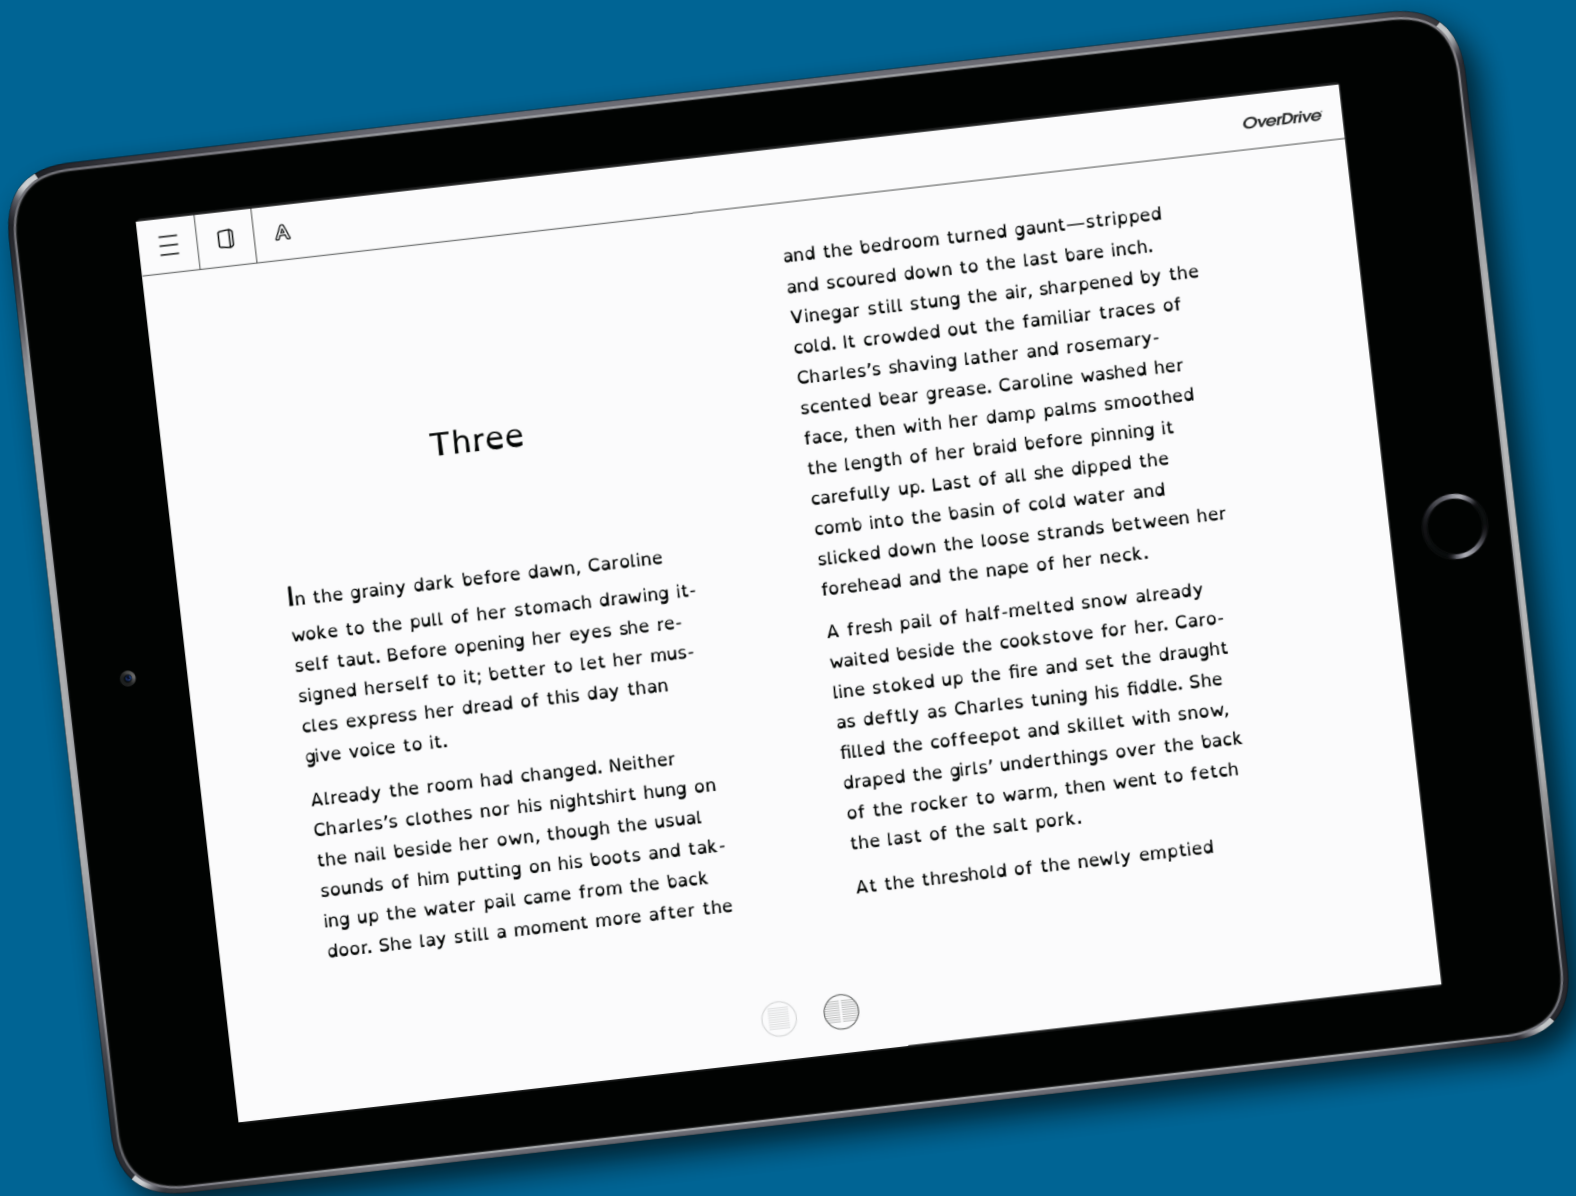 OverDrive
A
Three
In the grainy dark before dawn, Caroline
woke to the pull of her stomach drawing it-
self taut. Before opening her eyes she re-
signed herself to it; better to let her mus-
cles express her dread of this day than
give voice to it.
Already the room had changed. Neither
Charles’s clothes nor his nightshirt hung on
the nail beside her own, though the usual
sounds of him putting on his boots and tak-
ing up the water pail came from the back
door. She lay still a moment more after the
and the bedroom turned gaunt—stripped
and scoured down to the last bare inch.
Vinegar still stung the air, sharpened by the
cold. It crowded out the familiar traces of
Charles’s shaving lather and rosemary-
scented bear grease. Caroline washed her
face, then with her damp palms smoothed
the length of her braid before pinning it
carefully up. Last of all she dipped the
comb into the basin of cold water and
slicked down the loose strands between her
forehead and the nape of her neck.
A fresh pail of half-melted snow already
waited beside the cookstove for her. Caro-
line stoked up the fire and set the draught
as deftly as Charles tuning his fiddle. She
filled the coffeepot and skillet with snow,
draped the girls’ underthings over the back
of the rocker to warm, then went to fetch
the last of the salt pork.
At the threshold of the newly emptied